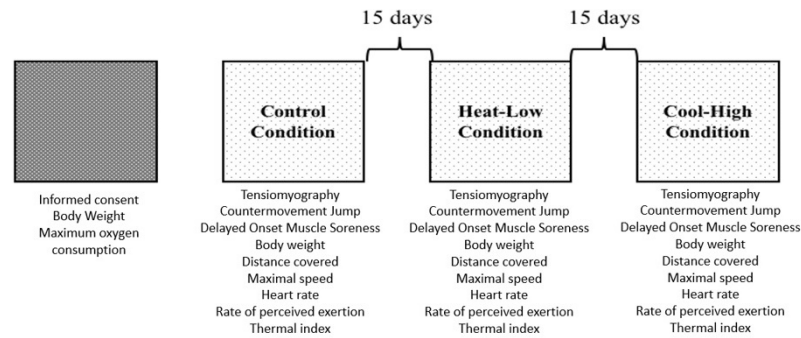 15 days
15 days
Control
Condition
Heat-Low
Condition
Cool-High
Condition
Informed consent
Body Weight
Maximum oxygen
consumption
Tensiomyography
Countermovement Jump
Delayed Onset Muscle Soreness
Body weight
Distance covered
Maximal speed
Heart rate
Rate of perceived exertion
Thermal index
Tensiomyography
Countermovement Jump
Delayed Onset Muscle Soreness
Body weight
Distance covered
Maximal speed
Heart rate
Rate of perceived exertion
Thermal index
Tensiomyography
Countermovement Jump
Delayed Onset Muscle Soreness
Body weight
Distance covered
Maximal speed
Heart rate
Rate of perceived exertion
Thermal index